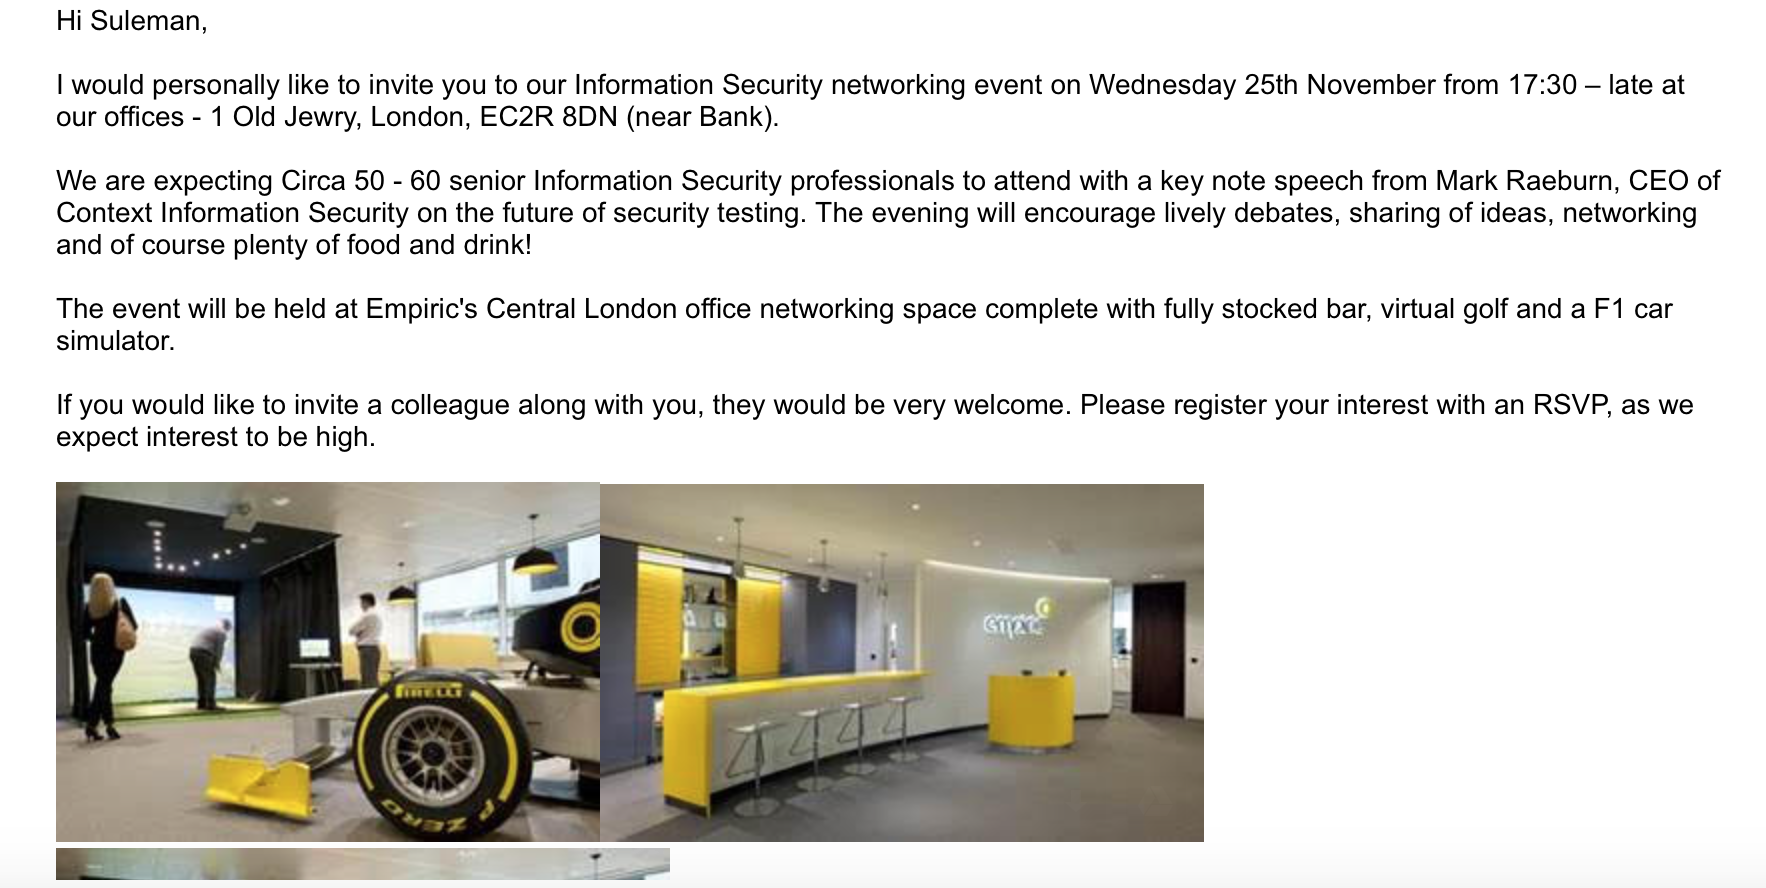 Hi Suleman,
I would personally like to invite you to our Information Security networking event on Wednesday 25th November from 17:30 – late at
our offices - 1 Old Jewry, London, EC2R 8DN (near Bank).
We are expecting Circa 50 - 60 senior Information Security professionals to attend with a key note speech from Mark Raeburn, CEO of
Context Information Security on the future of security testing. The evening will encourage lively debates, sharing of ideas, networking
and of course plenty of food and drink!
The event will be held at Empiric's Central London office networking space complete with fully stocked bar, virtual golf and a F1 car
simulator.
If you would like to invite a colleague along with you, they would be very welcome. Please register your interest with an RSVP, as we
expect interest to be high.
PIRELLI
P ZERO
empiric